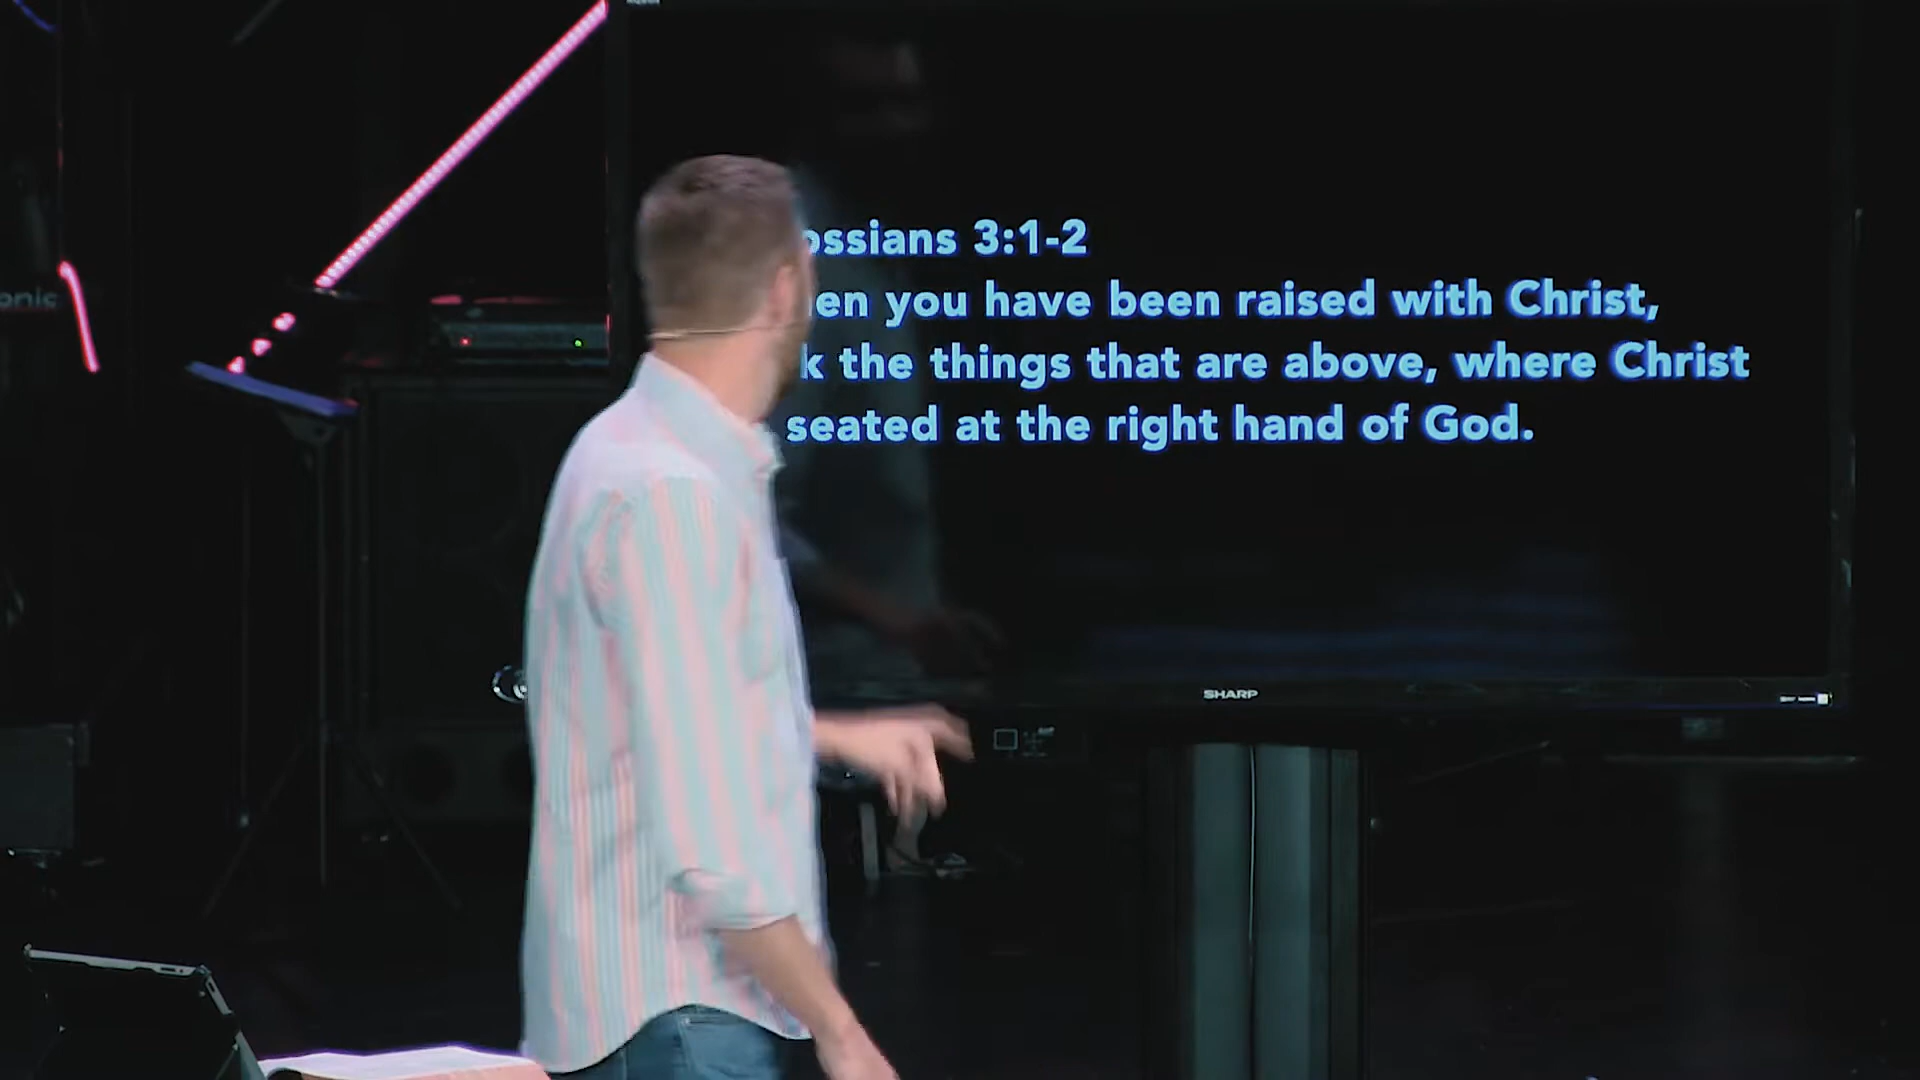 ossians 3:1-2
en you have been raised with Christ,
k the things that are above, where Christ
seated at the right hand of God.
SHARP
onic